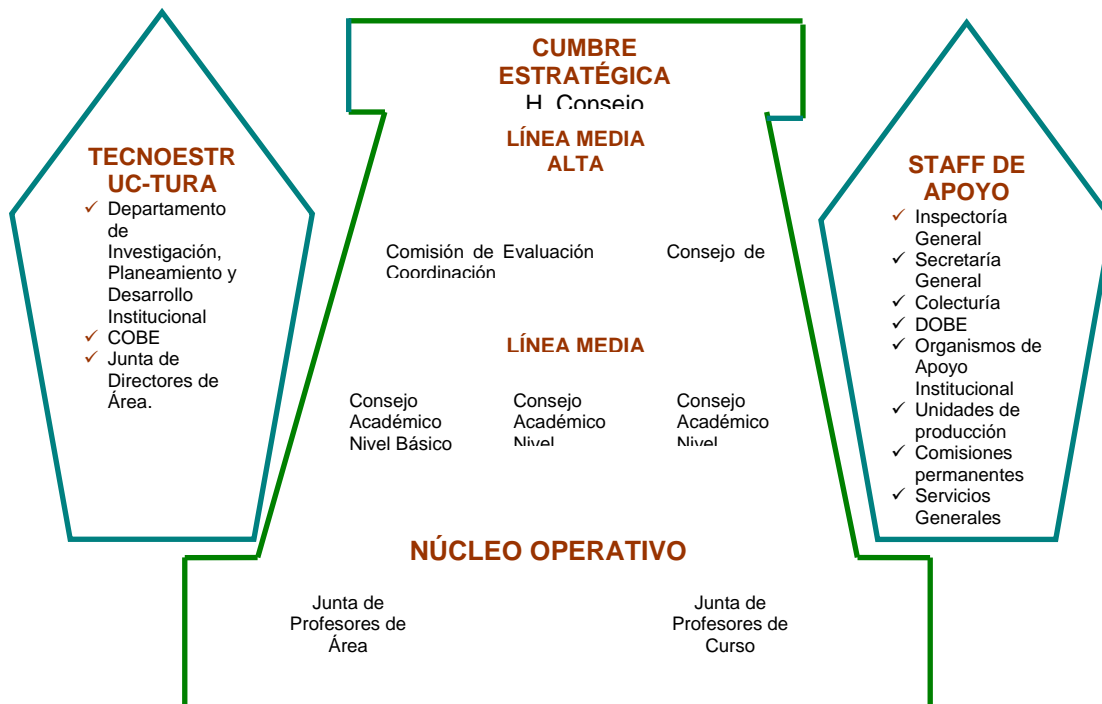 CUMBRE
ESTRATÉGICA
H. Consejo
LÍNEA MEDIA
ALTA
TECNOESTR
UC-TURA
✓ Departamento
de
Investigación,
Planeamiento y
Desarrollo
Institucional
✓ COBE
✓ Junta de
Directores de
Área.
Comisión de Evaluación Consejo de
Coordinación
LÍNEA MEDIA
Consejo
Académico
Nivel Básico
Consejo
Académico
Nivel
Consejo
Académico
Nivel
STAFF DE
APOYO
✓ Inspectoría
General
✓ Secretaría
General
✓ Colecturía
✓ DOBE
✓ Organismos de
Apoyo
Institucional
✓ Unidades de
producción
✓ Comisiones
permanentes
✓ Servicios
Generales
NÚCLEO OPERATIVO
Junta de
Profesores de
Área
Junta de
Profesores de
Curso